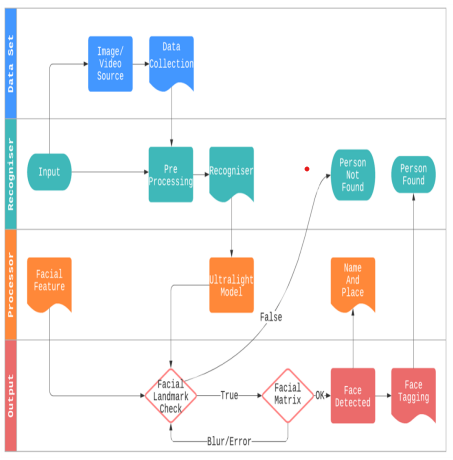 Data Set
Image/
Video
Source
Data
Collection
Recogniser
Input
Pre
Processing
Recogniser
Person
Not
Found
Person
Found
Processor
Facial
Feature
Ultralight
Model
Name
And
Place
False
Output
Facial
Landmark
Check
True
Facial
Matrix
OK
Face
Detected
Face
Tagging
Blur/Error